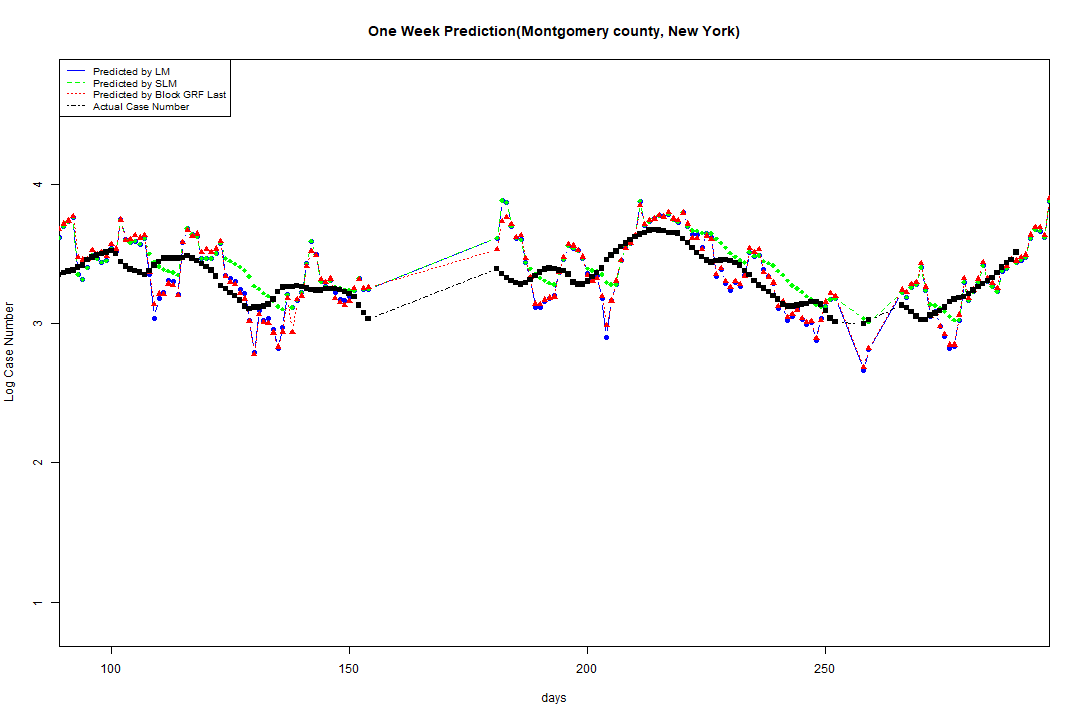 One Week Prediction(Montgomery county, New York)
Predicted by LM
Predicted by SLM
Predicted by Block GRF Last
Actual Case Number
4
3
2
1
Log Case Number
100 150 200 250
days